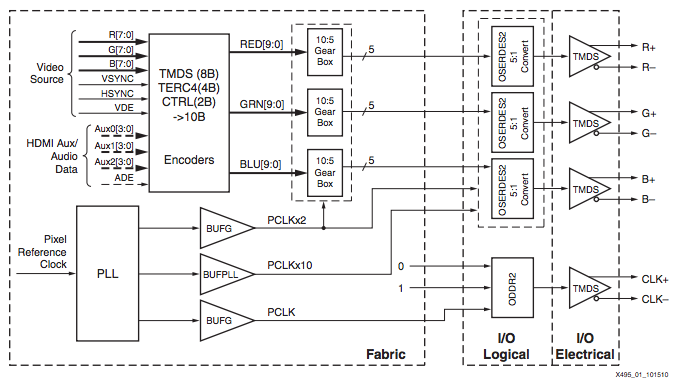 R[7:0]
G[7:0]
B[7:0]
VSYNC
HSYNC
VDE
Video
Source
HDMI Aux/
Audio
Data
Aux0[3:0]
Aux1[3:0]
Aux2[3:0]
ADE
TMDS (8B)
TERC4(4B)
CTRL(2B)
->10B
Encoders
RED[9:0]
GRN[9:0]
BLU[9:0]
10:5
Gear
Box
5
10:5
Gear
Box
5
10:5
Gear
Box
5
OSERDES2
5:1
Convert
OSERDES2
5:1
Convert
OSERDES2
5:1
Convert
TMDS
R+
R–
TMDS
G+
G–
TMDS
B+
B–
Pixel
Reference
Clock
PLL
BUFG
PCLKx2
BUFPLL
PCLKx10
BUFG
PCLK
0
1
ODDR2
TMDS
CLK+
CLK–
Fabric
I/O
Logical
I/O
Electrical
X495_01_101510